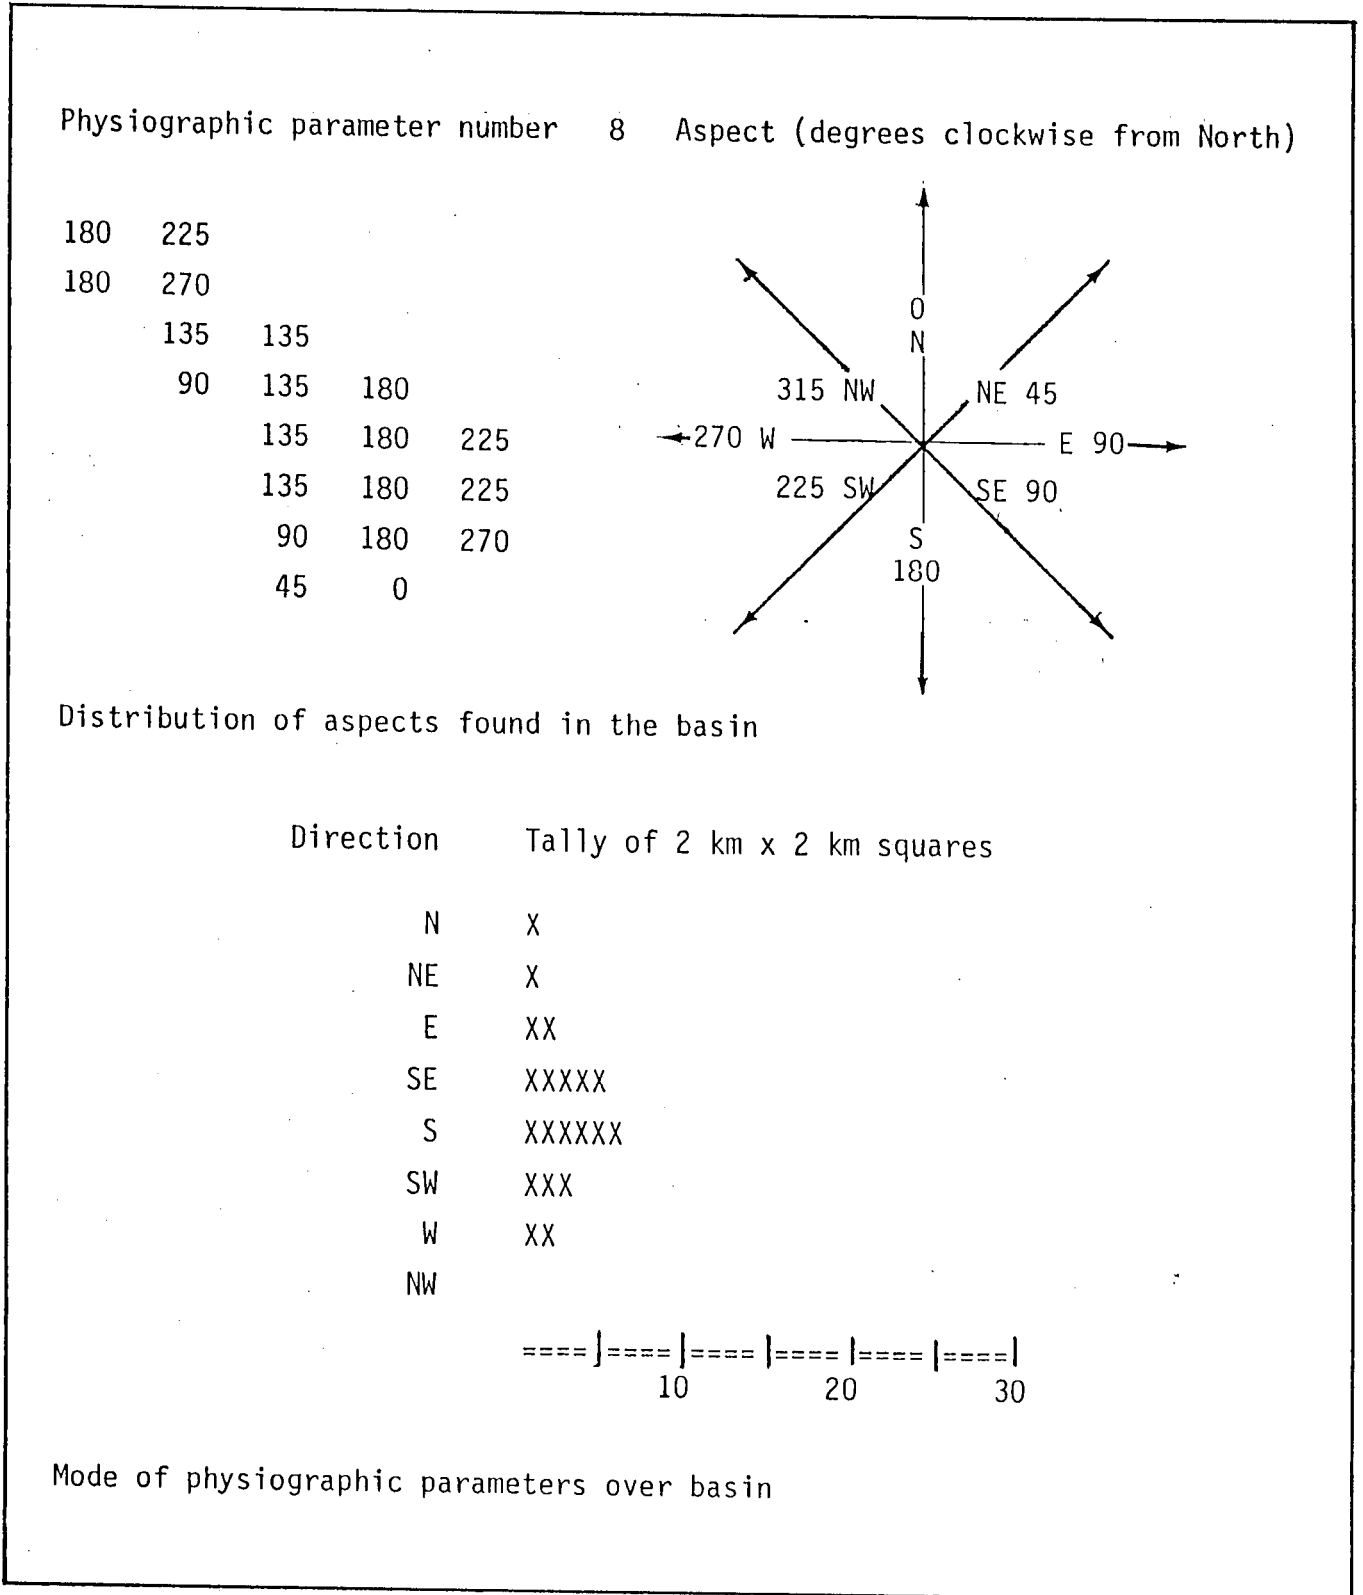 Physiographic parameter number 8 Aspect (degrees clockwise from North)
180 225
180 270
135 135
90 135 180
135 180 225
135 180 225
90 180 270
45 0
0
N
315 NW NE 45
270 W E 90
225 SW SE 90
S
180
Distribution of aspects found in the basin
Direction Tally of 2 km x 2 km squares
N X
NE X
E XX
SE XXXXX
S XXXXXX
SW XXX
W XX
NW
====|====|====|====|====|====|
10 20 30
Mode of physiographic parameters over basin